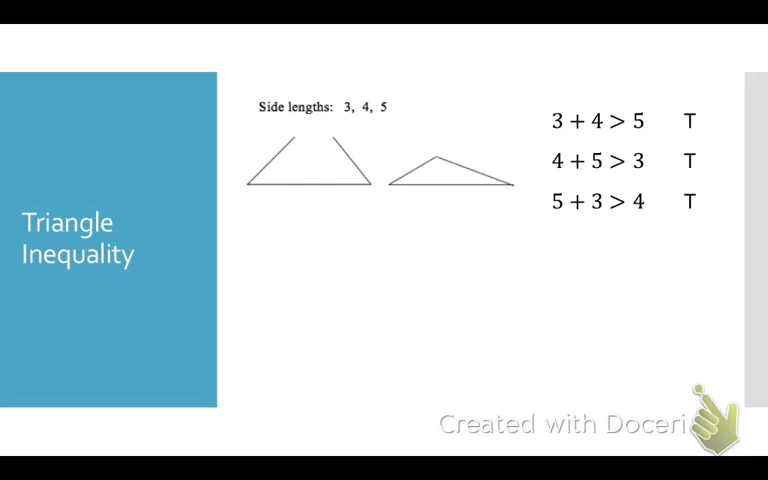 Triangle
Inequality
Side lengths: 3, 4, 5
3 + 4 > 5 T
4 + 5 > 3 T
5 + 3 > 4 T
Created with Doceri